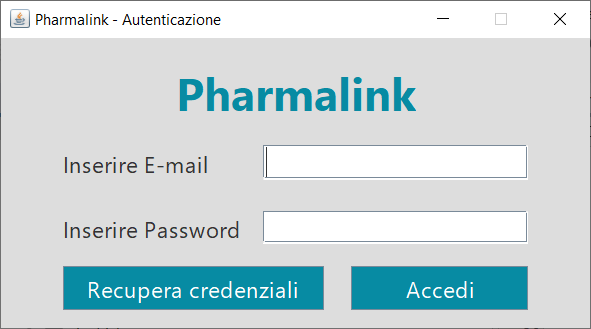 Pharmalink - Autenticazione
Pharmalink
Inserire E-mail
Inserire Password
Recupera credenziali
Accedi